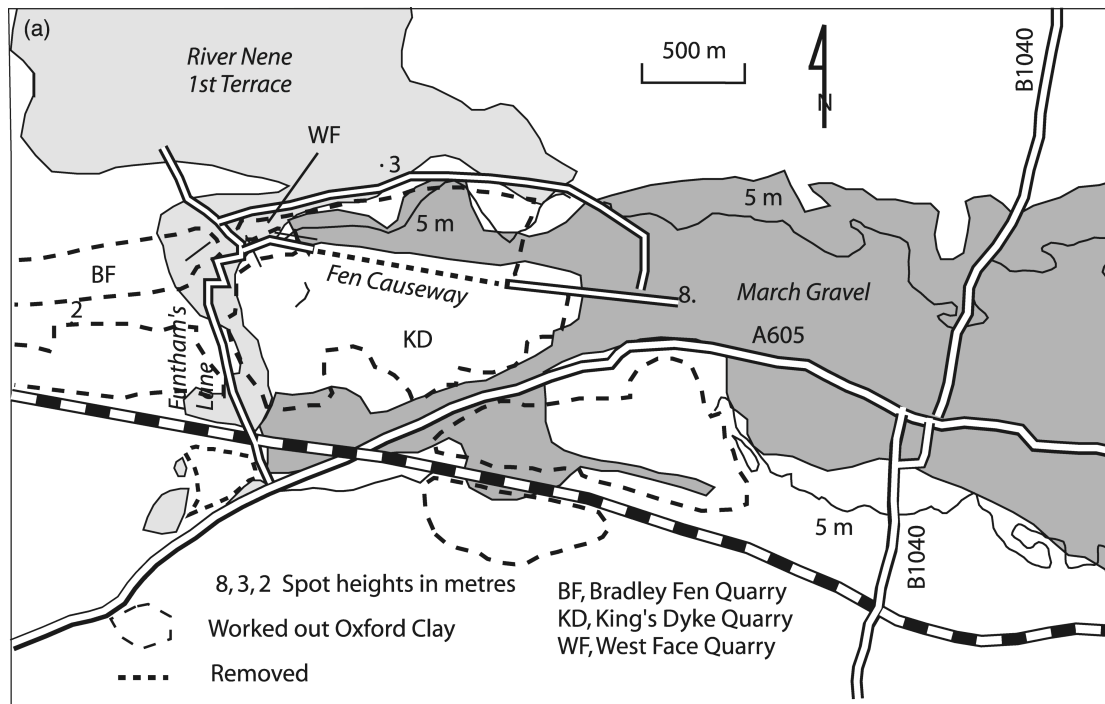 (a)
River Nene
1st Terrace
500 m
N
B1040
WF
3
5 m
5 m
BF
2
Fen Causeway
8.
March Gravel
KD
A605
Funtham's
Lane
5 m
B1040
8, 3, 2 Spot heights in metres
Worked out Oxford Clay
Removed
BF, Bradley Fen Quarry
KD, King's Dyke Quarry
WF, West Face Quarry